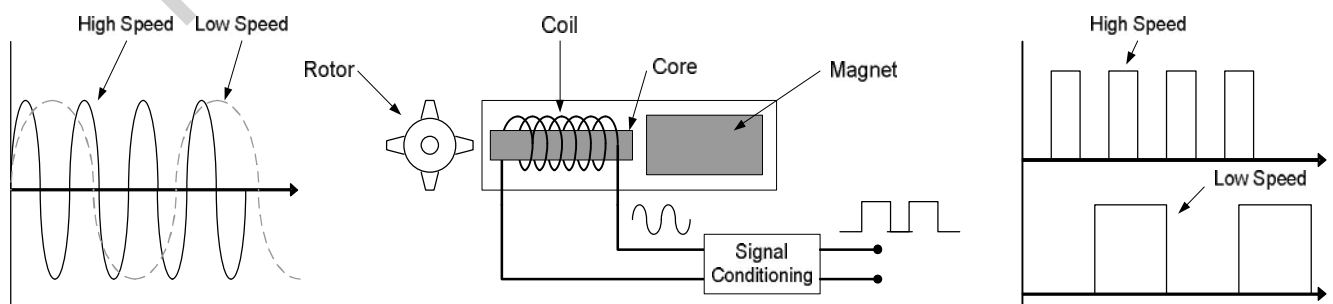 High Speed
Low Speed
Rotor
Coil
Core
Magnet
Signal
Conditioning
High Speed
Low Speed